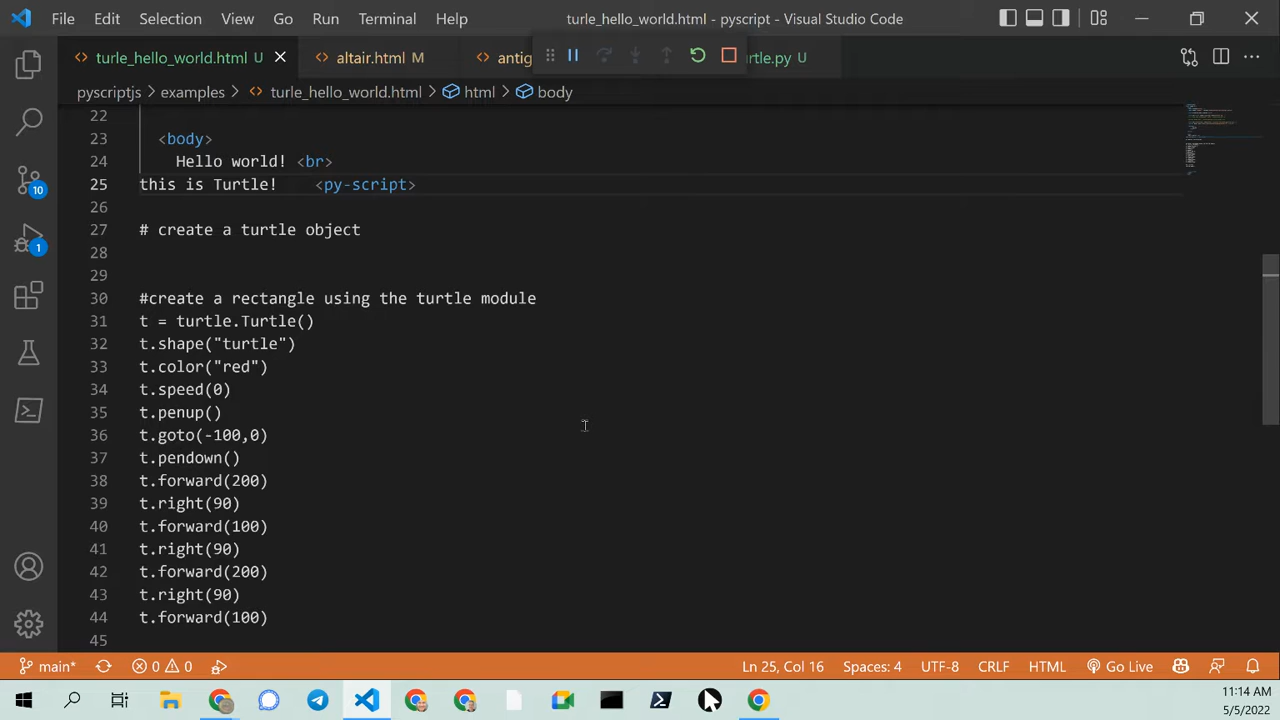 File Edit Selection View Go Run Terminal Help turle_hello_world.html - pyscript - Visual Studio Code
turle_hello_world.html U altair.html M antig rtle.py U
pyscriptjs > examples > turle_hello_world.html > html > body
22
23 <body>
24 Hello world! <br>
25 this is Turtle! <py-script>
26
27 # create a turtle object
28
29
30 #create a rectangle using the turtle module
31 t = turtle.Turtle()
32 t.shape("turtle")
33 t.color("red")
34 t.speed(0)
35 t.penup()
36 t.goto(-100,0)
37 t.pendown()
38 t.forward(200)
39 t.right(90)
40 t.forward(100)
41 t.right(90)
42 t.forward(200)
43 t.right(90)
44 t.forward(100)
45
10
1
main* 0 0 Ln 25, Col 16 Spaces: 4 UTF-8 CRLF HTML Go Live
11:14 AM
5/5/2022